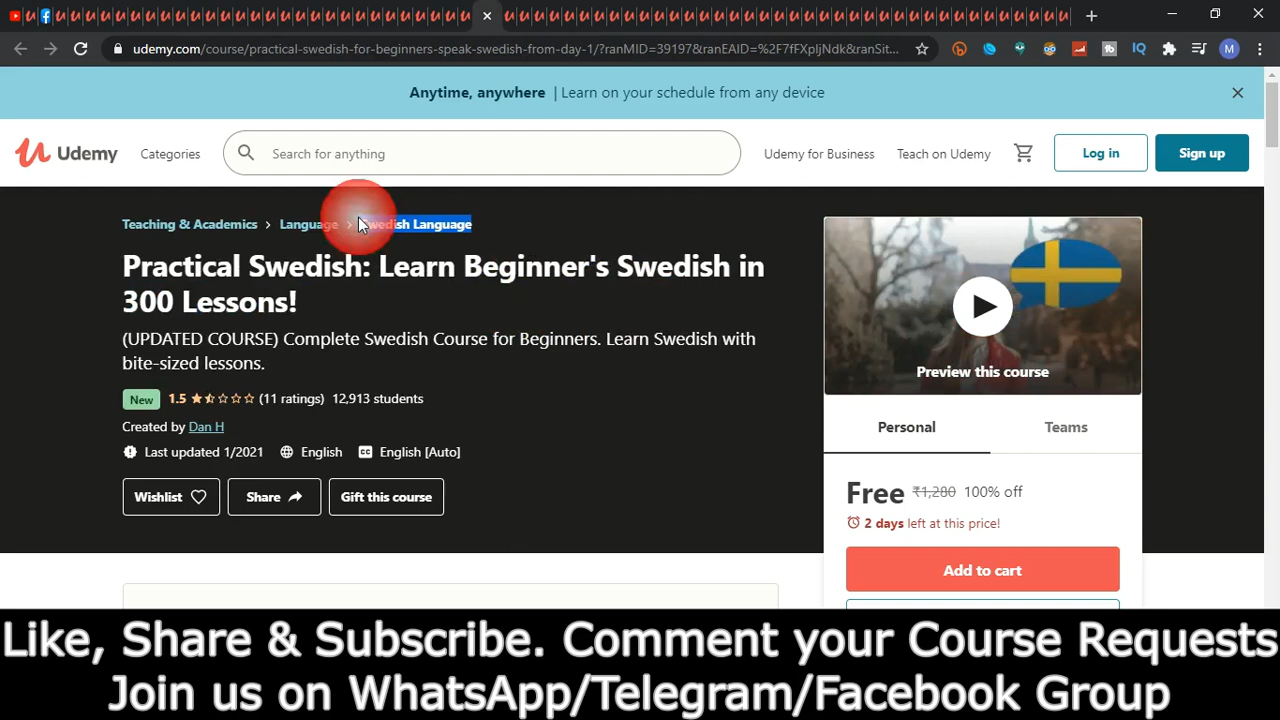 udemy.com/course/practical-swedish-for-beginners-speak-swedish-from-day-1/?ranMID=39197&ranEAID=%2F7fFXpljNdk&ranSit...
IQ
M
Anytime, anywhere | Learn on your schedule from any device
Udemy
Categories
Search for anything
Udemy for Business
Teach on Udemy
Log in
Sign up
Teaching & Academics > Language > Swedish Language
Practical Swedish: Learn Beginner's Swedish in
300 Lessons!
(UPDATED COURSE) Complete Swedish Course for Beginners. Learn Swedish with
bite-sized lessons.
New 1.5 (11 ratings) 12,913 students
Created by Dan H
Last updated 1/2021 English English [Auto]
Wishlist Share Gift this course
Preview this course
Personal Teams
Free ₹1,280 100% off
2 days left at this price!
Add to cart
Like, Share & Subscribe. Comment your Course Requests
Join us on WhatsApp/Telegram/Facebook Group